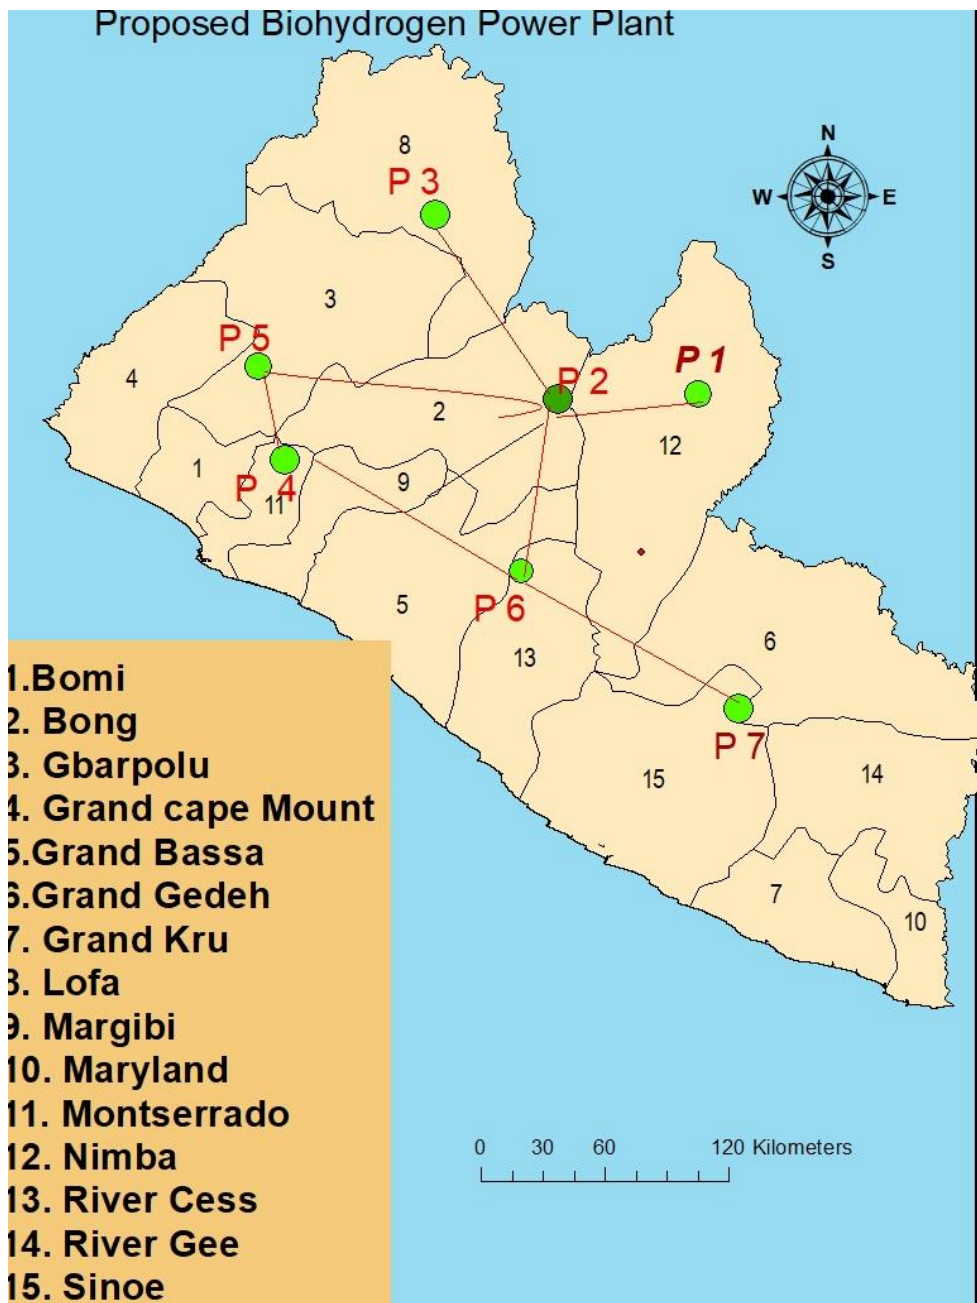 Proposed Biohydrogen Power Plant
N
W E
S
8
P 3
3
P 5
P 1
4
P 2
2
12
1
9
P 4
11
5
P 6
6
13
P 7
15
14
7
10
1.Bomi
2. Bong
3. Gbarpolu
4. Grand cape Mount
5.Grand Bassa
6.Grand Gedeh
7. Grand Kru
8. Lofa
9. Margibi
10. Maryland
11. Montserrado
12. Nimba
13. River Cess
14. River Gee
15. Sinoe
0 30 60 120 Kilometers